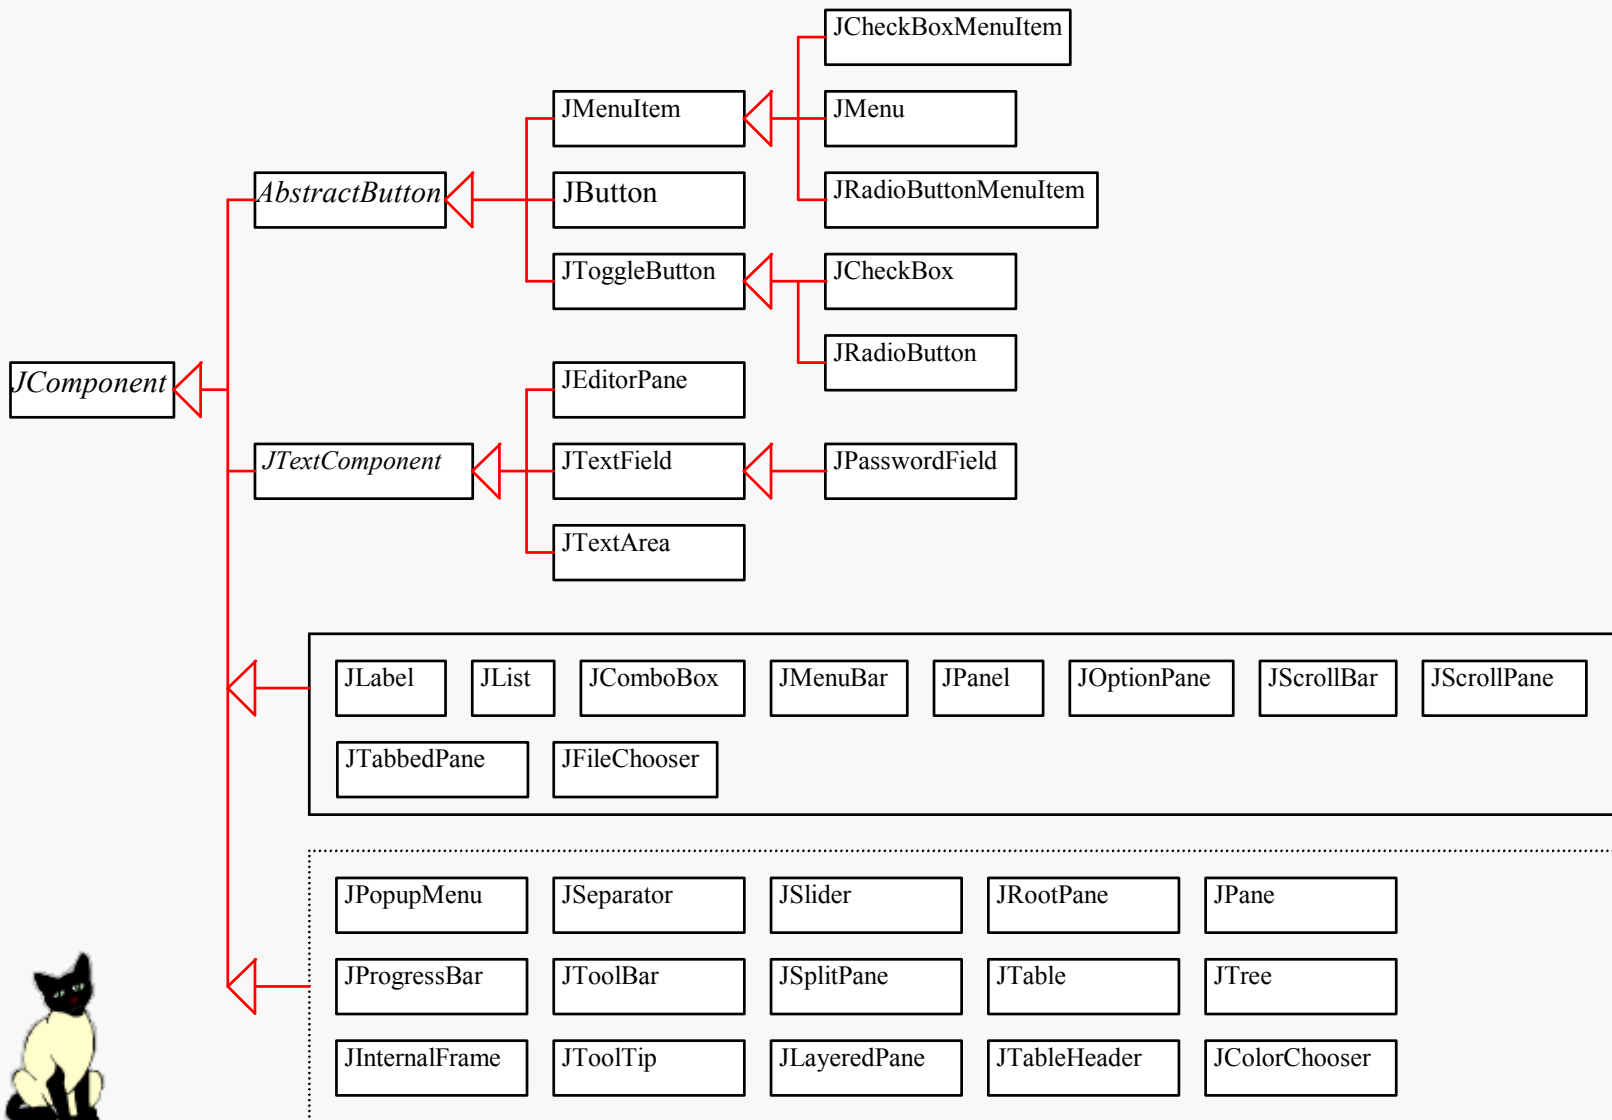 JCheckBoxMenuItem
JMenuItem
JMenu
AbstractButton
JButton
JRadioButtonMenuItem
JToggleButton
JCheckBox
JRadioButton
JComponent
JEditorPane
JTextComponent
JTextField
JPasswordField
JTextArea
JLabel JList JComboBox JMenuBar JPanel JOptionPane JScrollBar JScrollPane
JTabbedPane JFileChooser
JPopupMenu JSeparator JSlider JRootPane JPane
JProgressBar JToolBar JSplitPane JTable JTree
JInternalFrame JToolTip JLayeredPane JTableHeader JColorChooser